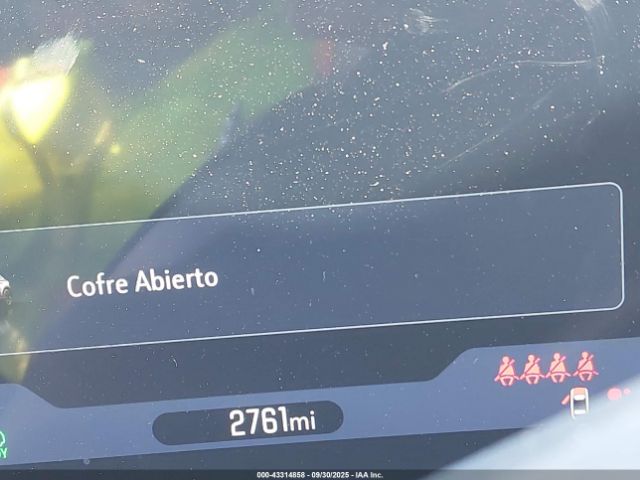 Cofre Abierto
2761mi
000-43314858 - 09/30/2025 - IAA Inc.